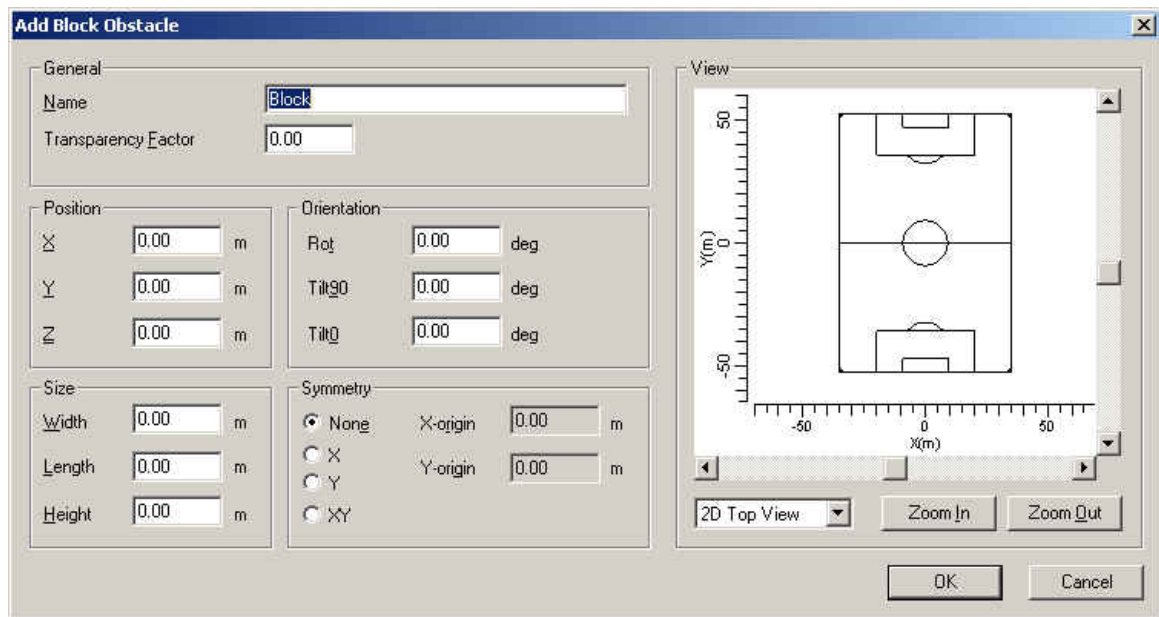 Add Block Obstacle
General
Name Block
Transparency Factor 0.00
Position
X 0.00 m
Y 0.00 m
Z 0.00 m
Orientation
Rot 0.00 deg
Tilt90 0.00 deg
Tilt0 0.00 deg
Size
Width 0.00 m
Length 0.00 m
Height 0.00 m
Symmetry
None X-origin 0.00 m
X
Y Y-origin 0.00 m
XY
View
50
Y(m) 0
-50
-50 0 50
X(m)
2D Top View Zoom In Zoom Out
OK Cancel